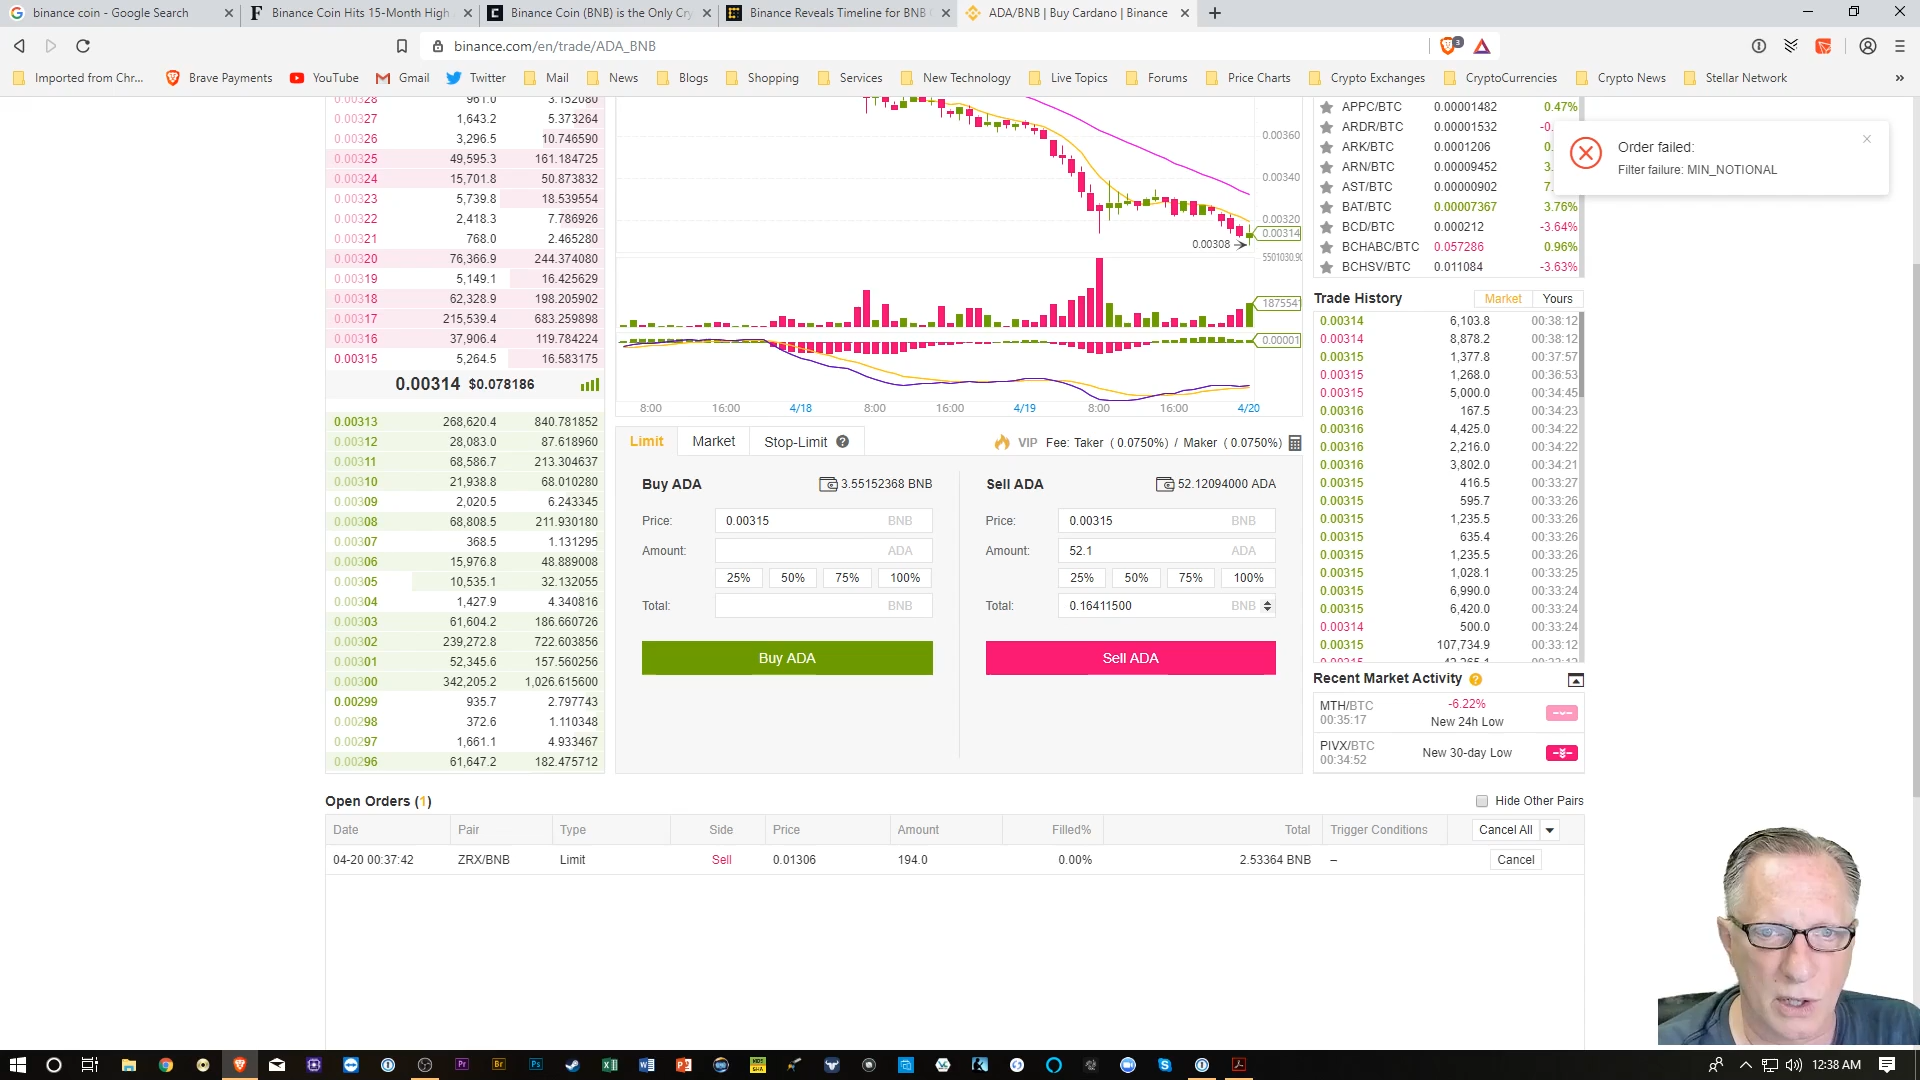 binance coin - Google Search
Binance Coin Hits 15-Month High
Binance Coin (BNB) is the Only Cry
Binance Reveals Timeline for BNB
ADA/BNB | Buy Cardano | Binance
binance.com/en/trade/ADA_BNB
3
Imported from Chr...
Brave Payments
YouTube
Gmail
Twitter
Mail
News
Blogs
Shopping
Services
New Technology
Live Topics
Forums
Price Charts
Crypto Exchanges
CryptoCurrencies
Crypto News
Stellar Network
»
0.00328 961.0 3.152080
0.00327 1,643.2 5.373264
0.00326 3,296.5 10.746590
0.00325 49,595.3 161.184725
0.00324 15,701.8 50.873832
0.00323 5,739.8 18.539554
0.00322 2,418.3 7.786926
0.00321 768.0 2.465280
0.00320 76,366.9 244.374080
0.00319 5,149.1 16.425629
0.00318 62,328.9 198.205902
0.00317 215,539.4 683.259898
0.00316 37,906.4 119.784224
0.00315 5,264.5 16.583175
0.00314 $0.078186
0.00313 268,620.4 840.781852
0.00312 28,083.0 87.618960
0.00311 68,586.7 213.304637
0.00310 21,938.8 68.010280
0.00309 2,020.5 6.243345
0.00308 68,808.5 211.930180
0.00307 368.5 1.131295
0.00306 15,976.8 48.889008
0.00305 10,535.1 32.132055
0.00304 1,427.9 4.340816
0.00303 61,604.2 186.660726
0.00302 239,272.8 722.603856
0.00301 52,345.6 157.560256
0.00300 342,205.2 1,026.615600
0.00299 935.7 2.797743
0.00298 372.6 1.110348
0.00297 1,661.1 4.933467
0.00296 61,647.2 182.475712
0.00360
0.00340
0.00320
0.00314
0.00308
5501030.90
1875541
0.00001
8:00 16:00 4/18 8:00 16:00 4/19 8:00 16:00 4/20
Limit
Market
Stop-Limit
VIP Fee: Taker ( 0.0750%) / Maker ( 0.0750%)
Buy ADA
3.55152368 BNB
Price: 0.00315 BNB
Amount: ADA
25% 50% 75% 100%
Total: BNB
Buy ADA
Sell ADA
52.12094000 ADA
Price: 0.00315 BNB
Amount: 52.1 ADA
25% 50% 75% 100%
Total: 0.16411500 BNB
Sell ADA
APPC/BTC 0.00001482 0.47%
ARDR/BTC 0.00001532 -0.
ARK/BTC 0.0001206 0.
ARN/BTC 0.00009452 3.
AST/BTC 0.00000902 7.
BAT/BTC 0.00007367 3.76%
BCD/BTC 0.000212 -3.64%
BCHABC/BTC 0.057286 0.96%
BCHSV/BTC 0.011084 -3.63%
Order failed:
Filter failure: MIN_NOTIONAL
Trade History
Market
Yours
0.00314 6,103.8 00:38:12
0.00314 8,878.2 00:38:12
0.00315 1,377.8 00:37:57
0.00315 1,268.0 00:36:53
0.00315 5,000.0 00:34:45
0.00316 167.5 00:34:23
0.00316 4,425.0 00:34:22
0.00316 2,216.0 00:34:22
0.00316 3,802.0 00:34:21
0.00315 416.5 00:33:27
0.00315 595.7 00:33:26
0.00315 1,235.5 00:33:26
0.00315 635.4 00:33:26
0.00315 1,235.5 00:33:26
0.00315 1,028.1 00:33:25
0.00315 6,990.0 00:33:24
0.00315 6,420.0 00:33:24
0.00314 500.0 00:33:24
0.00315 107,734.9 00:33:12
Recent Market Activity
MTH/BTC -6.22%
00:35:17 New 24h Low
PIVX/BTC New 30-day Low
00:34:52
Open Orders (1)
Hide Other Pairs
Date Pair Type Side Price Amount Filled% Total Trigger Conditions Cancel All
04-20 00:37:42 ZRX/BNB Limit Sell 0.01306 194.0 0.00% 2.53364 BNB – Cancel
12:38 AM